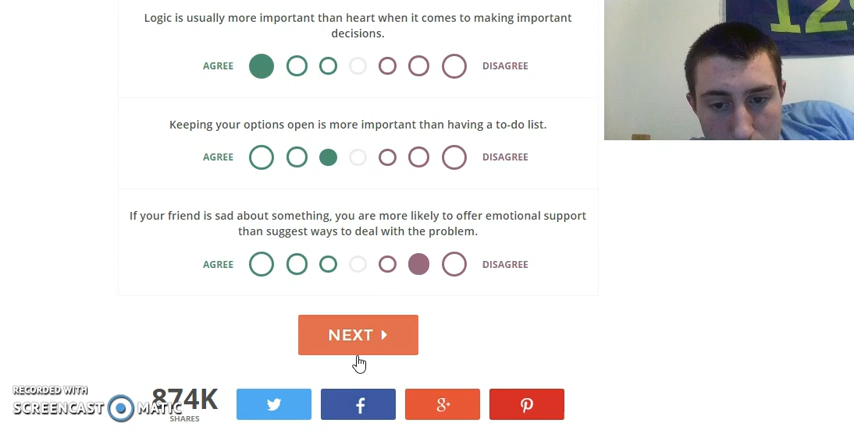 Logic is usually more important than heart when it comes to making important
decisions.
AGREE DISAGREE
Keeping your options open is more important than having a to-do list.
AGREE DISAGREE
If your friend is sad about something, you are more likely to offer emotional support
than suggest ways to deal with the problem.
AGREE DISAGREE
NEXT
RECORDED WITH
SCREENCAST MATIC
874K
SHARES
g+
12